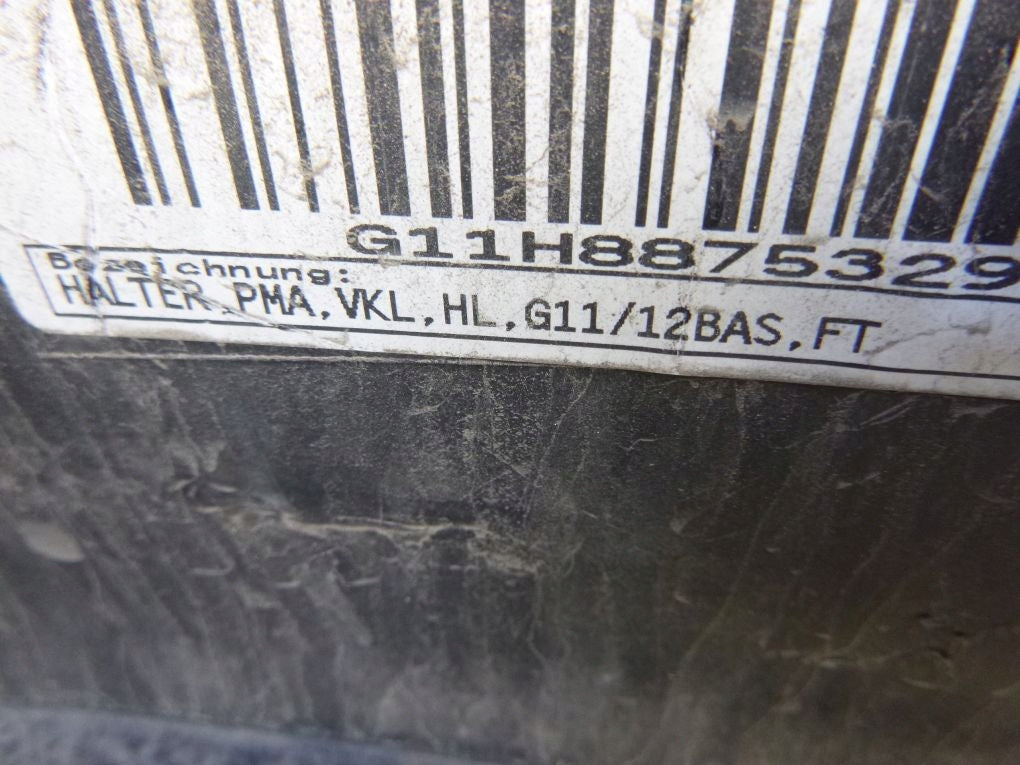 G11H8875329
Bezeichnung:
HALTER, PMA, VKL, HL, G11/12BAS, FT